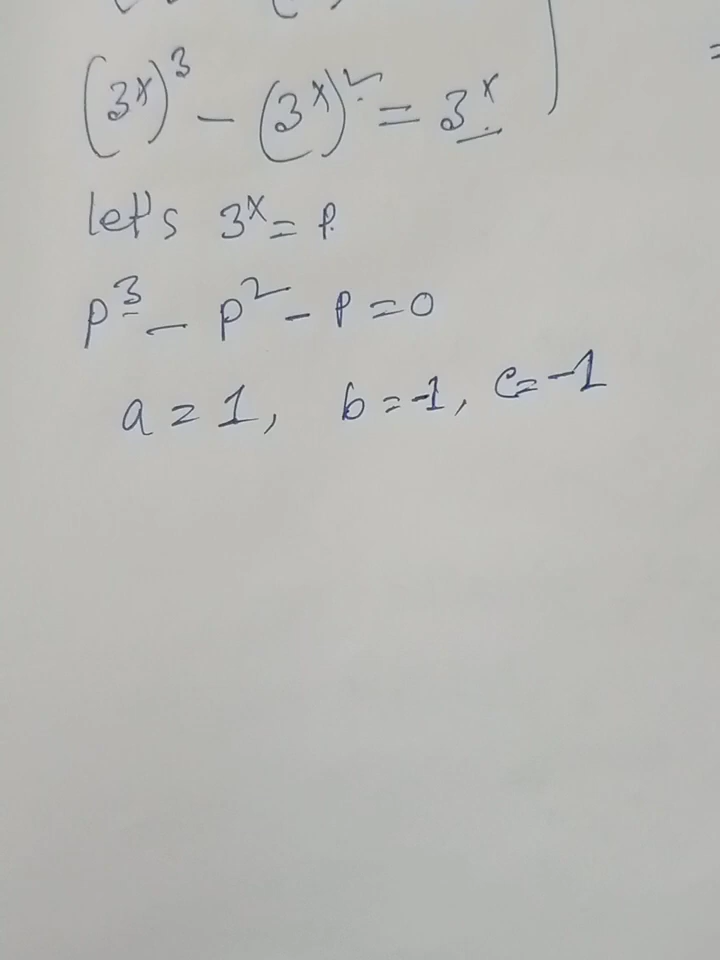 (3^x)^3 - (3^x)^2 = 3^x
let's 3^x = P.
p^3 - p^2 - P = 0
a = 1, b = -1, c = -1